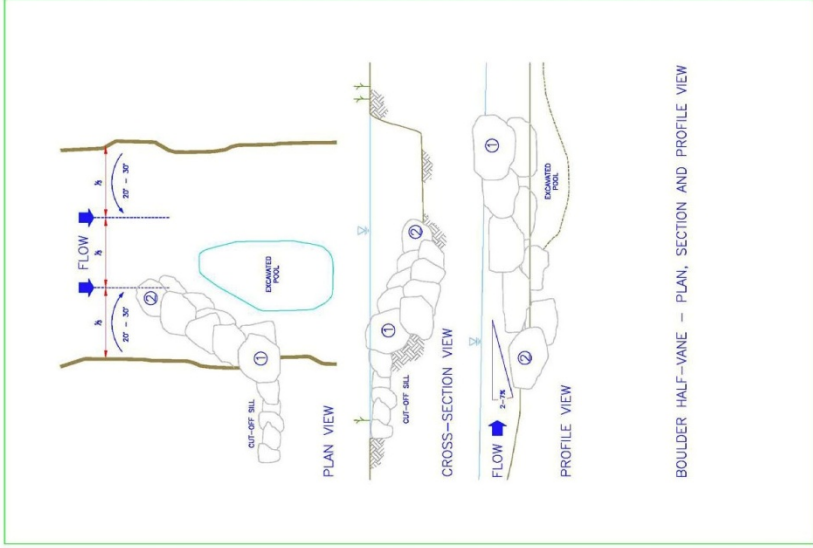 FLOW
⅓
⅓
⅓
20° - 30°
20° - 30°
②
①
EXCAVATED
POOL
CUT-OFF SILL
PLAN VIEW
①
②
CUT-OFF SILL
CROSS-SECTION VIEW
FLOW
2-7%
①
②
EXCAVATED
POOL
PROFILE VIEW
BOULDER HALF-VANE - PLAN, SECTION AND PROFILE VIEW